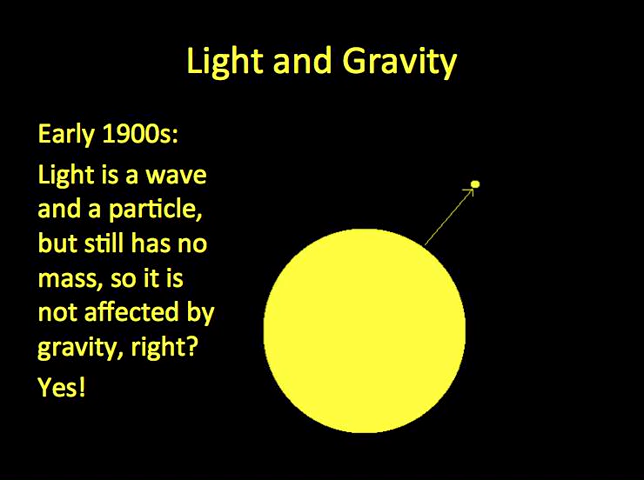 Light and Gravity
Early 1900s:
Light is a wave
and a particle,
but still has no
mass, so it is
not affected by
gravity, right?
Yes!